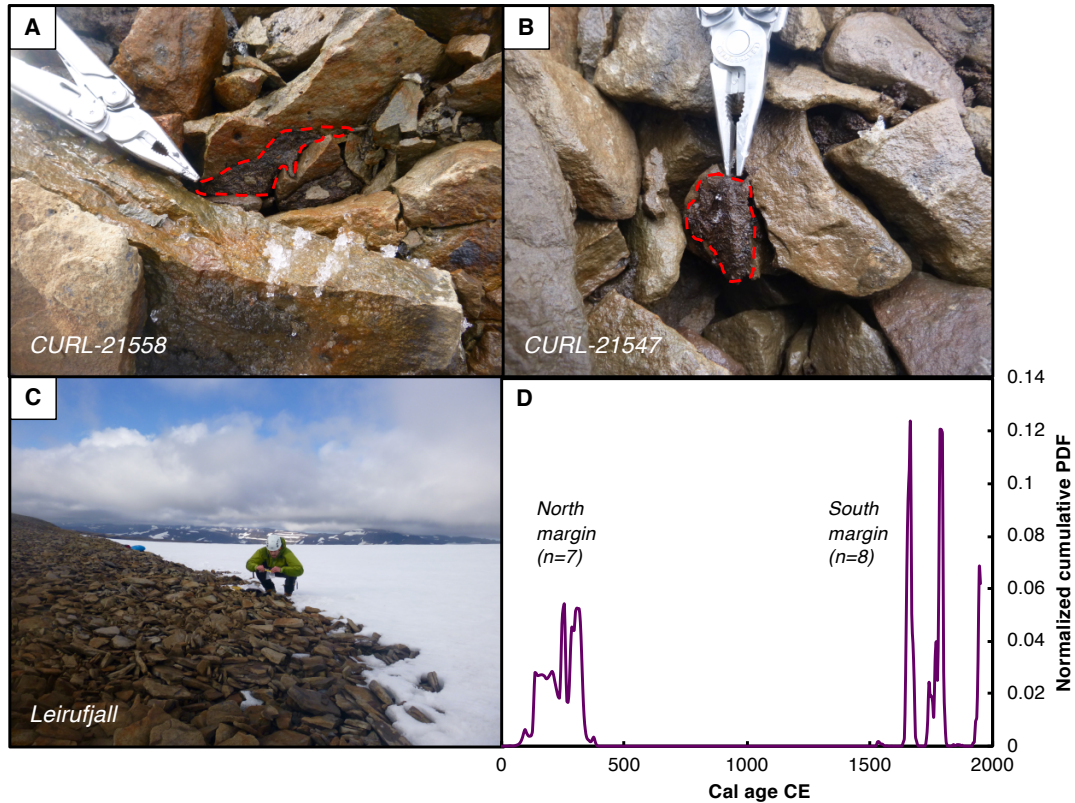 A
CURL-21558
B
CURL-21547
C
Leirufjall
D
North
margin
(n=7)
South
margin
(n=8)
0.14
0.12
0.1
0.08
0.06
0.04
0.02
0
Normalized cumulative PDF
0
500
1000
1500
2000
Cal age CE